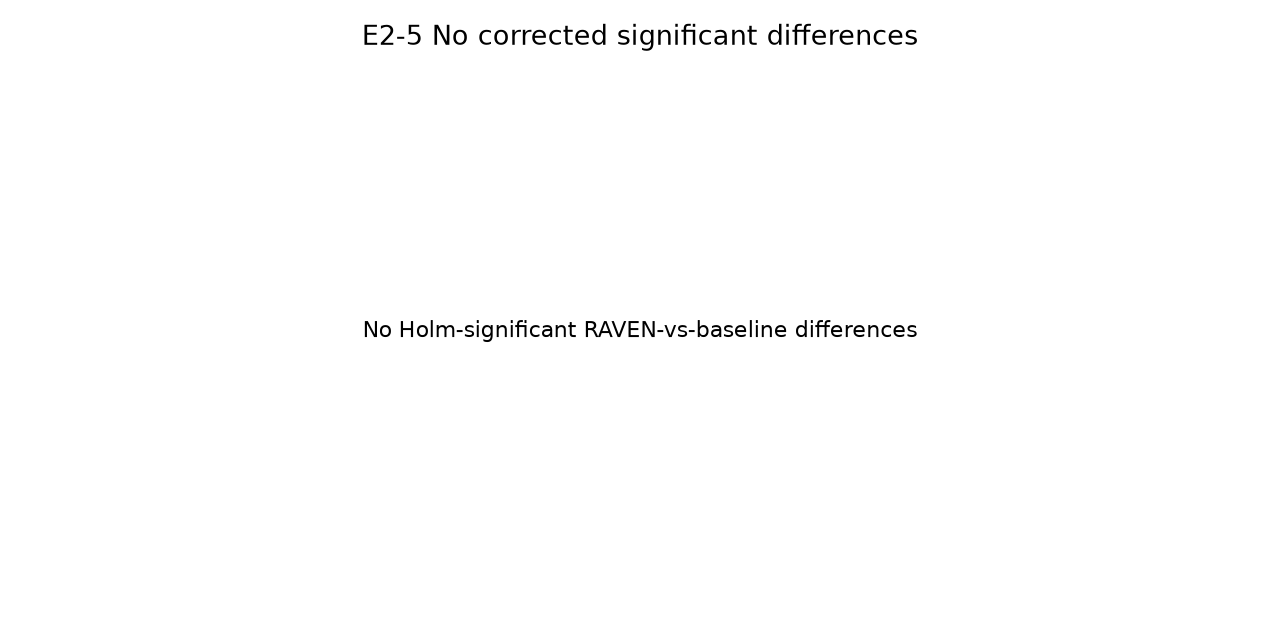 E2-5 No corrected significant differences
No Holm-significant RAVEN-vs-baseline differences